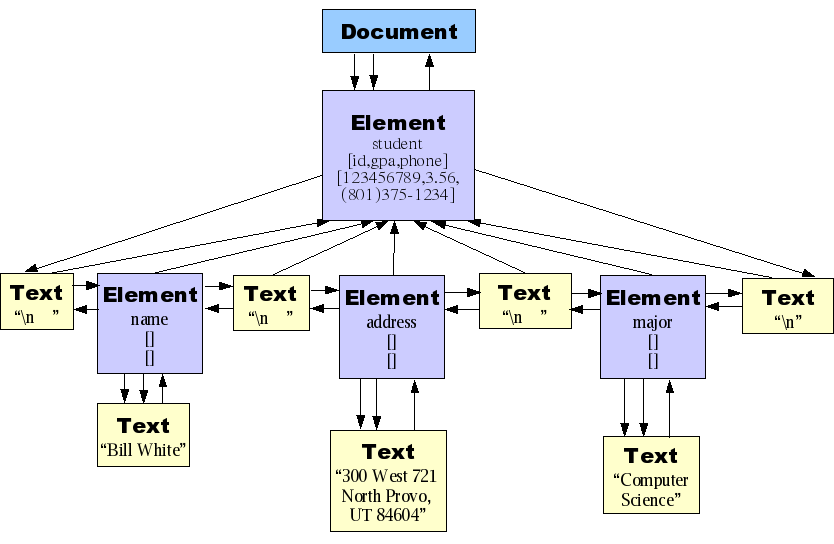 Document
Element
student
[id,gpa,phone]
[123456789,3.56,
(801)375-1234]
Text
“\n    ”
Element
name
[]
[]
Text
“\n    ”
Element
address
[]
[]
Text
“\n    ”
Element
major
[]
[]
Text
“\n”
Text
“Bill White”
Text
“300 West 721
North Provo,
UT 84604”
Text
“Computer
Science”